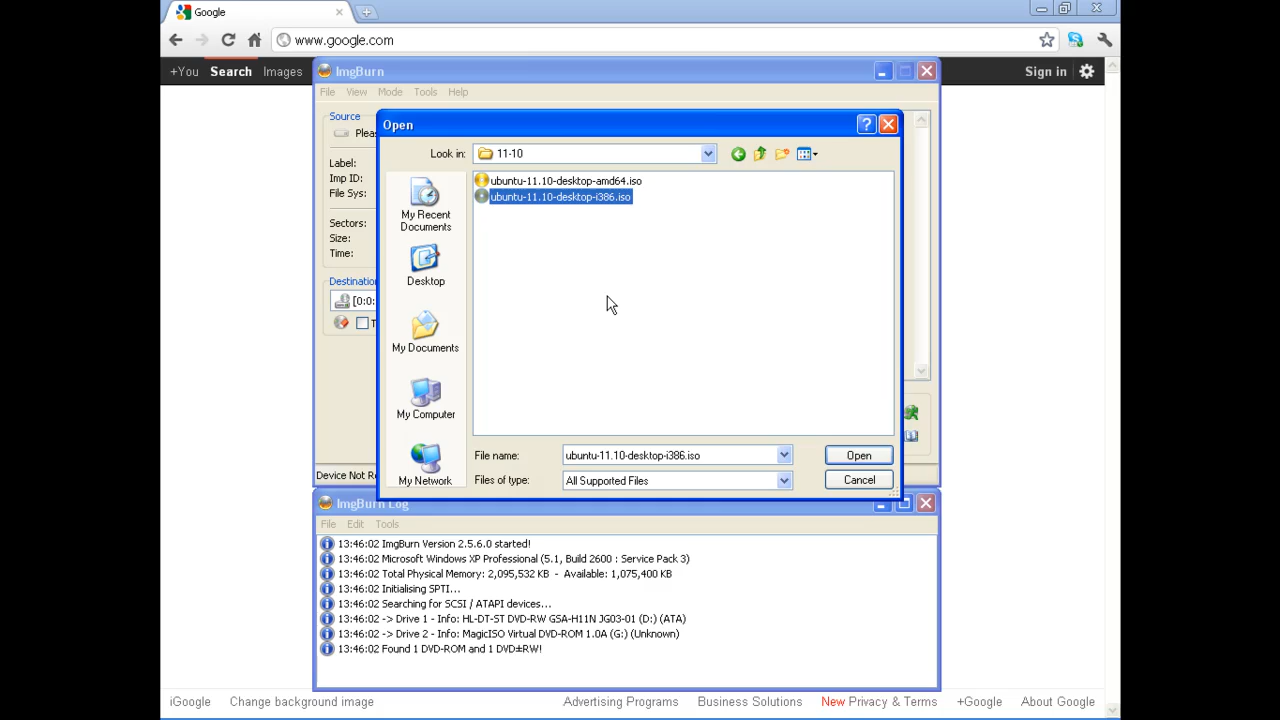 Google
www.google.com
+You Search Images Sign in
ImgBurn
File View Mode Tools Help
Source
Label:
Imp ID:
File Sys:
Sectors:
Size:
Time:
Destination
[0:0:
Device Not Re
Open
Look in: 11-10
My Recent Documents
Desktop
My Documents
My Computer
My Network
ubuntu-11.10-desktop-amd64.iso
ubuntu-11.10-desktop-i386.iso
File name: ubuntu-11.10-desktop-i386.iso Open
Files of type: All Supported Files Cancel
ImgBurn Log
File Edit Tools
13:46:02 ImgBurn Version 2.5.6.0 started!
13:46:02 Microsoft Windows XP Professional (5.1, Build 2600 : Service Pack 3)
13:46:02 Total Physical Memory: 2,095,532 KB - Available: 1,075,400 KB
13:46:02 Initialising SPTI...
13:46:02 Searching for SCSI / ATAPI devices...
13:46:02 -> Drive 1 - Info: HL-DT-ST DVD-RW GSA-H11N JG03-01 (D:) (ATA)
13:46:02 -> Drive 2 - Info: MagicISO Virtual DVD-ROM 1.0A (G:) (Unknown)
13:46:02 Found 1 DVD-ROM and 1 DVD±RW!
iGoogle Change background image Advertising Programs Business Solutions New Privacy & Terms +Google About Google